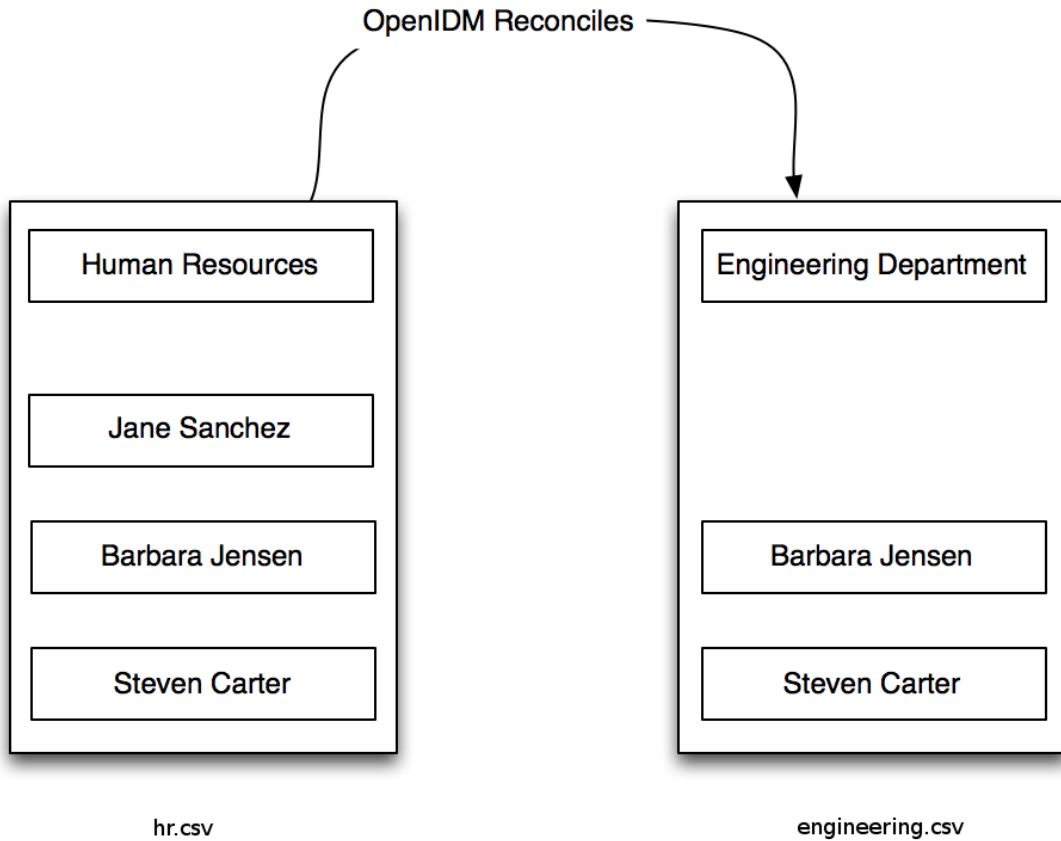 OpenIDM Reconciles
Human Resources
Jane Sanchez
Barbara Jensen
Steven Carter
hr.csv
Engineering Department
Barbara Jensen
Steven Carter
engineering.csv